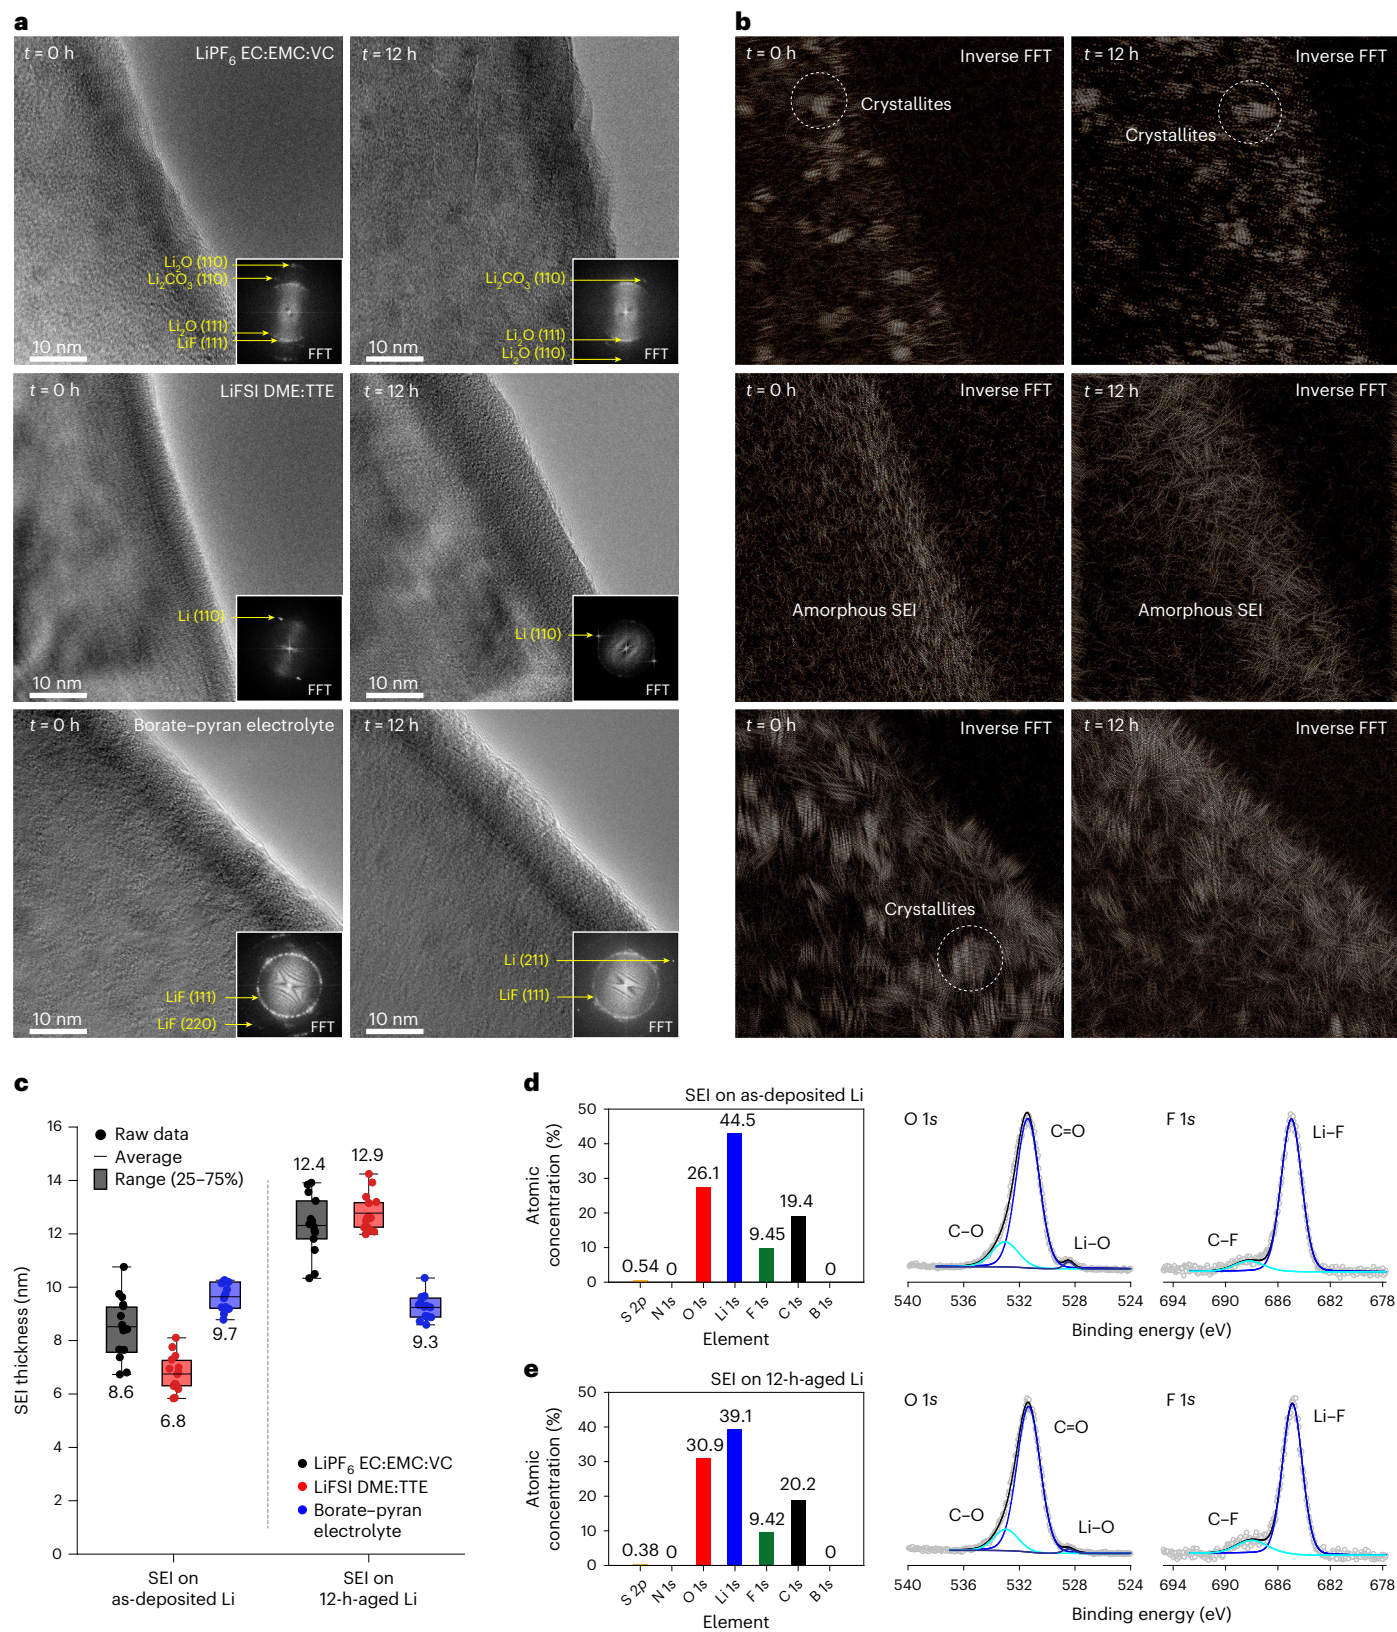 a
t = 0 h
LiPF6 EC:EMC:VC
Li2O (110)
Li2CO3 (110)
Li2O (111)
LiF (111)
10 nm
FFT
t = 12 h
Li2CO3 (110)
Li2O (111)
Li2O (110)
10 nm
FFT
t = 0 h
LiFSI DME:TTE
Li (110)
10 nm
FFT
t = 12 h
Li (110)
10 nm
FFT
t = 0 h
Borate–pyran electrolyte
LiF (111)
LiF (220)
10 nm
FFT
t = 12 h
Li (211)
LiF (111)
10 nm
FFT
b
t = 0 h
Inverse FFT
Crystallites
t = 12 h
Inverse FFT
Crystallites
t = 0 h
Inverse FFT
Amorphous SEI
t = 12 h
Inverse FFT
Amorphous SEI
t = 0 h
Inverse FFT
Crystallites
t = 12 h
Inverse FFT
c
SEI thickness (nm)
16
14
12
10
8
6
4
2
0
Raw data
Average
Range (25–75%)
8.6
6.8
9.7
12.4
12.9
9.3
LiPF6 EC:EMC:VC
LiFSI DME:TTE
Borate–pyran
electrolyte
SEI on
as-deposited Li
SEI on
12-h-aged Li
d
SEI on as-deposited Li
Atomic
concentration (%)
50
40
30
20
10
0
0.54
0
26.1
44.5
9.45
19.4
0
S 2p
N 1s
O 1s
Li 1s
F 1s
C 1s
B 1s
Element
O 1s
C=O
C–O
Li–O
540
536
532
528
524
F 1s
Li–F
C–F
694
690
686
682
678
Binding energy (eV)
e
SEI on 12-h-aged Li
Atomic
concentration (%)
50
40
30
20
10
0
0.38
0
30.9
39.1
9.42
20.2
0
S 2p
N 1s
O 1s
Li 1s
F 1s
C 1s
B 1s
Element
O 1s
C=O
C–O
Li–O
540
536
532
528
524
F 1s
Li–F
C–F
694
690
686
682
678
Binding energy (eV)